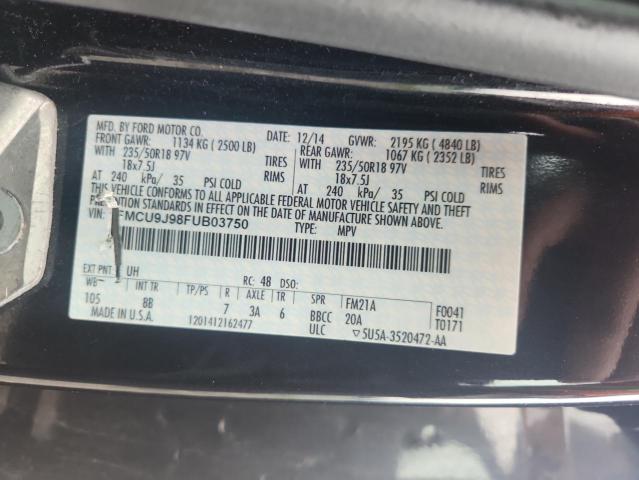 MFD. BY FORD MOTOR CO. 12/14 GVWR: 2195 KG ( 4840 LB)
FRONT GAWR: 1134 KG ( 2500 LB) REAR GAWR: 1067 KG ( 2352 LB)
WITH 235/50R18 97V TIRES WITH 235/50R18 97V TIRES
18x7.5J RIMS 18x7.5J RIMS
AT 240 kPa/ 35 PSI COLD AT 240 kPa/ 35 PSI COLD
THIS VEHICLE CONFORMS TO ALL APPLICABLE FEDERAL MOTOR VEHICLE SAFETY AND THEFT
PREVENTION STANDARDS IN EFFECT ON THE DATE OF MANUFACTURE SHOWN ABOVE.
VIN: FMCU9J98FUB03750 TYPE: MPV
EXT PNT: UH RC: 48 DSO:
WB INT TR TP/PS R AXLE TR SPR FM21A F0041
105 8B 7 3A 6 BBCC 20A T0171
MADE IN U.S.A. 1201412162477 ULC ▽5U5A-3520472-AA